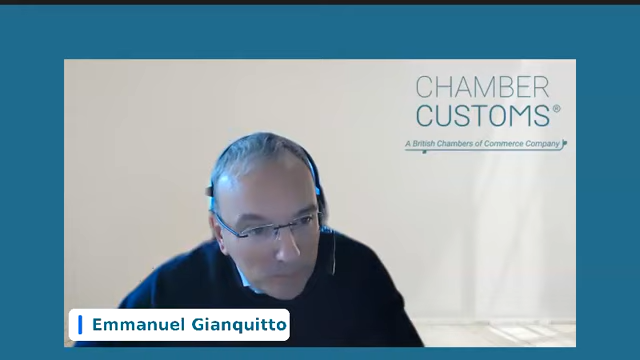 CHAMBER
CUSTOMS®
A British Chambers of Commerce Company
Emmanuel Gianquitto